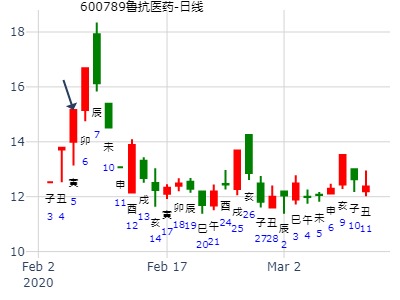 600789鲁抗医药-日线
18
16
14
12
10
子 丑 寅 卯 辰 未 申 酉 戌 亥 寅 卯 辰 巳 午 酉 戌 亥 子 丑 辰 巳 午 未 申 亥 子 丑
3 4 5 6 7 10 11 12 13 14 17 18 19 20 21 24 25 26 27 28 2 3 4 5 6 9 10 11
Feb 2 Feb 17 Mar 2
2020